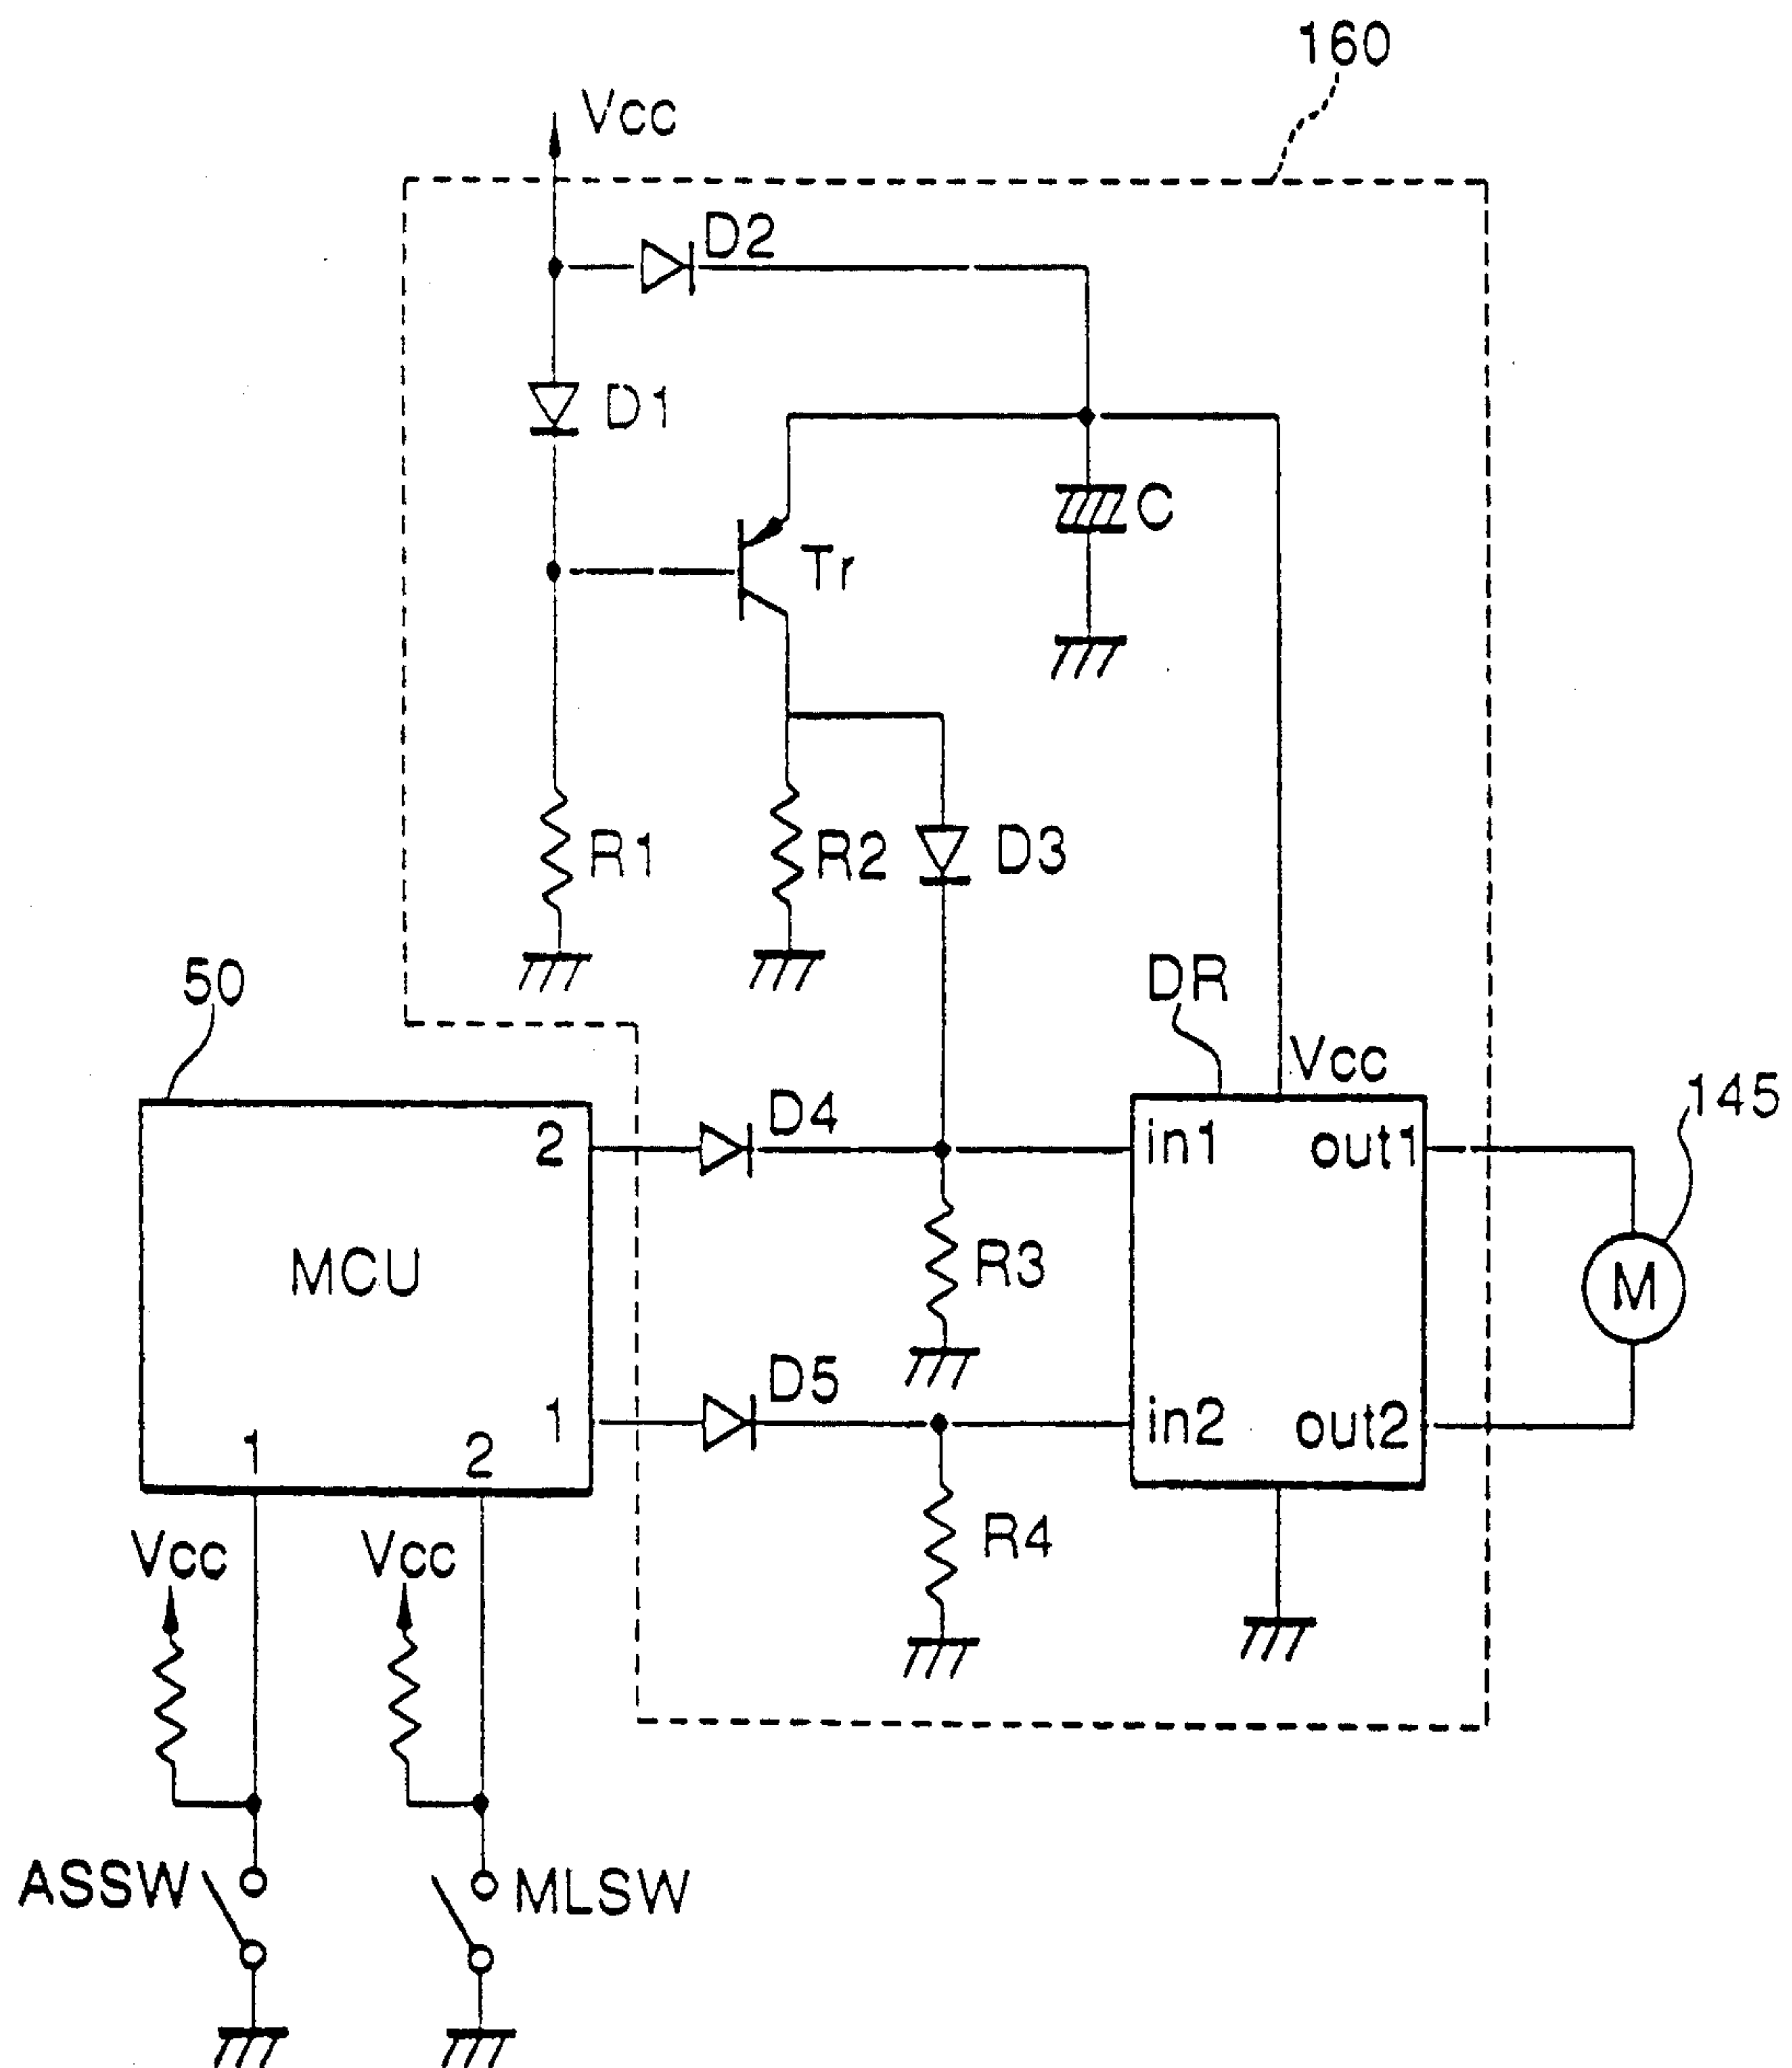 160
Vcc
D2
D1
C
Tr
R1
R2
D3
50
DR
Vcc
145
D4
2
in1
out1
MCU
R3
M
D5
1
in2
out2
1
2
R4
Vcc
Vcc
ASSW
MLSW